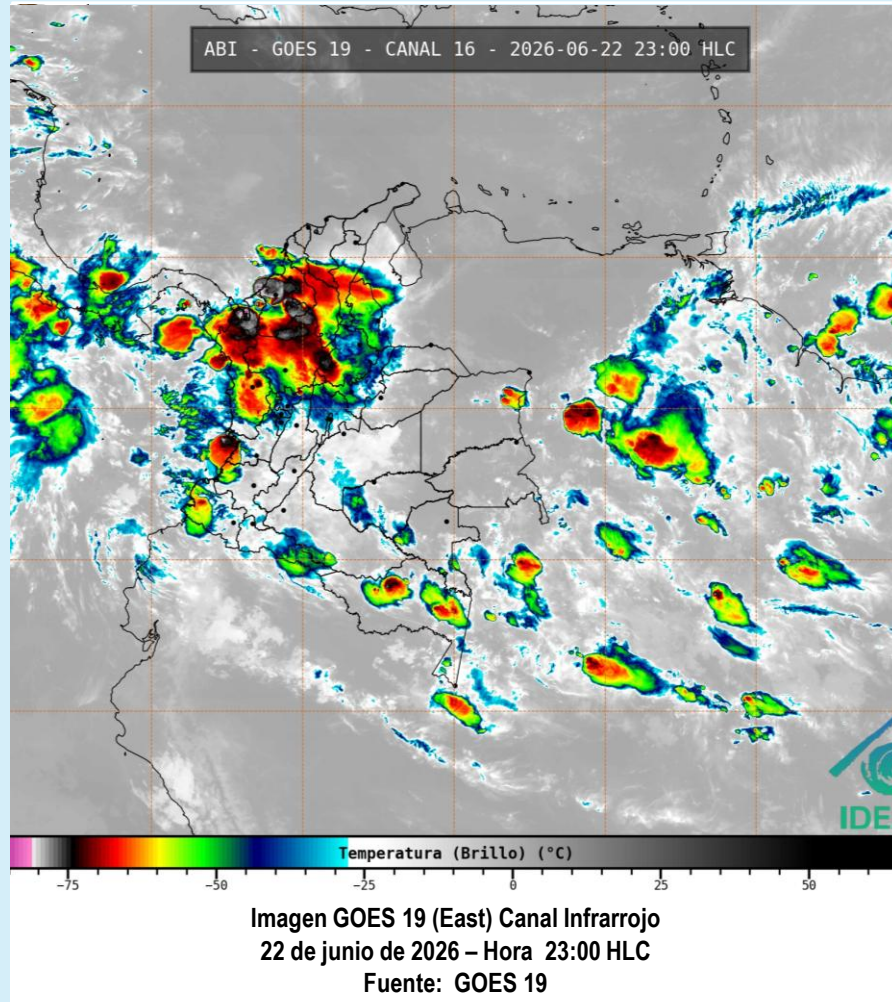 ABI - GOES 19 - CANAL 16 - 2026-06-22 23:00 HLC
Temperatura (Brillo) (°C)
−75 −50 −25 0 25 50
Imagen GOES 19 (East) Canal Infrarrojo
22 de junio de 2026 – Hora 23:00 HLC
Fuente: GOES 19